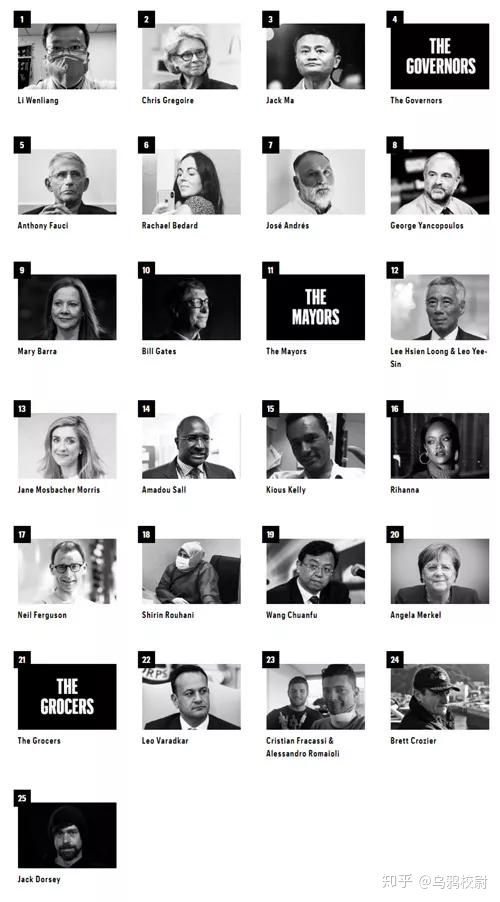 1
2
3
4
THE
GOVERNORS
Li Wenliang
Chris Gregoire
Jack Ma
The Governors
5
6
7
8
Anthony Fauci
Rachael Bedard
José Andrés
George Yancopoulos
9
10
11
12
THE
MAYORS
Mary Barra
Bill Gates
The Mayors
Lee Hsien Loong & Leo Yee-
Sin
13
14
15
16
Jane Mosbacher Morris
Amadou Sall
Kious Kelly
Rihanna
17
18
19
20
Neil Ferguson
Shirin Rouhani
Wang Chuanfu
Angela Merkel
21
22
23
24
THE
GROCERS
ORPS
The Grocers
Leo Varadkar
Cristian Fracassi &
Alessandro Romaioli
Brett Crozier
25
Jack Dorsey
知乎 @乌鸦校尉